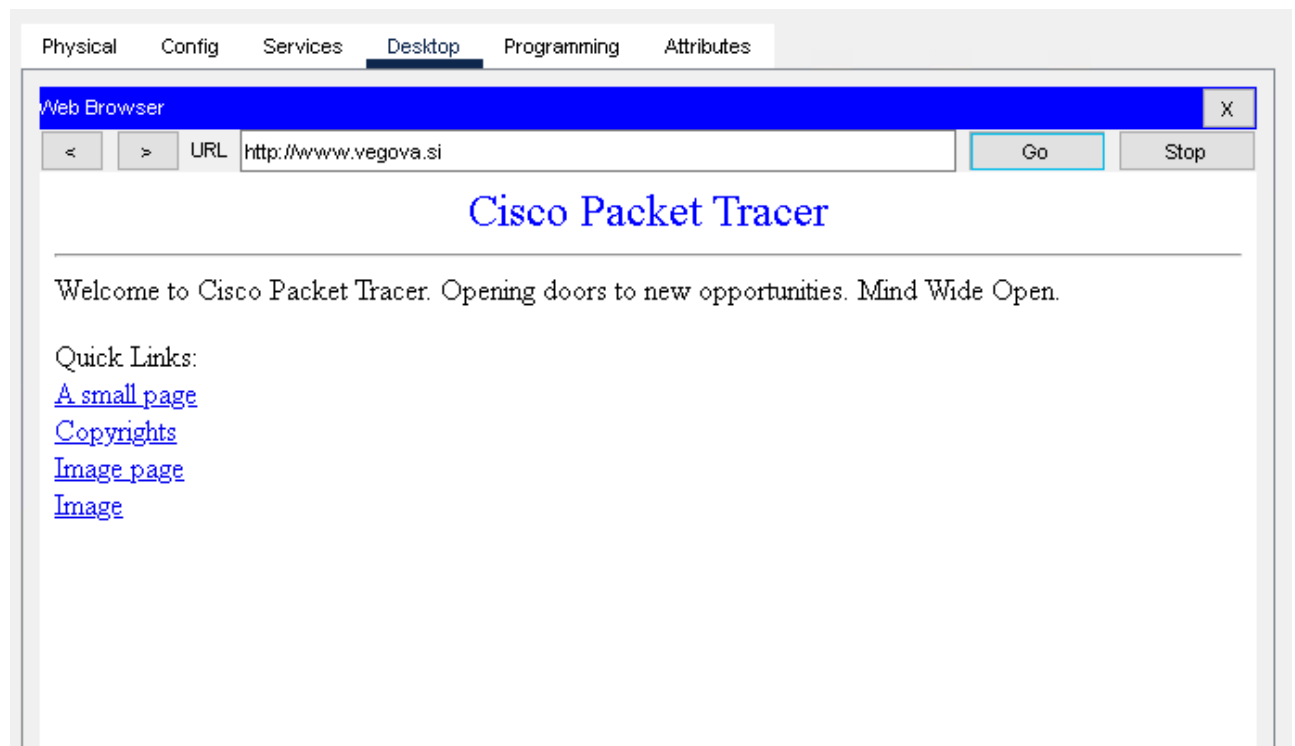 Physical Config Services Desktop Programming Attributes
Web Browser X
< > URL http://www.vegova.si Go Stop
Cisco Packet Tracer
Welcome to Cisco Packet Tracer. Opening doors to new opportunities. Mind Wide Open.
Quick Links:
A small page
Copyrights
Image page
Image